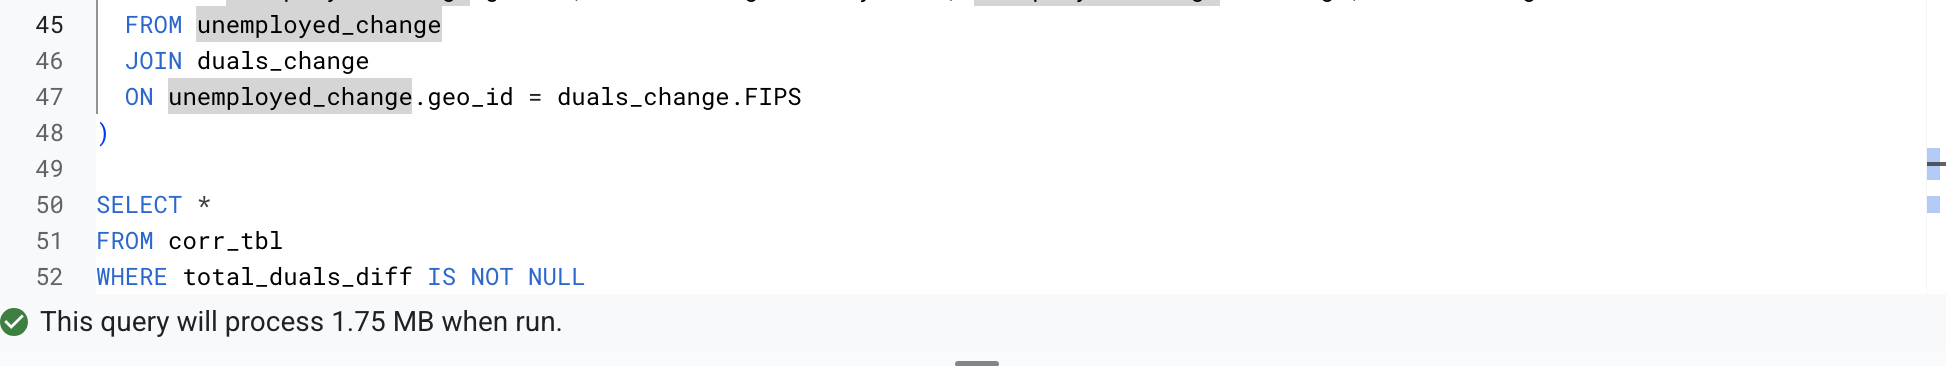 45 FROM unemployed_change
46 JOIN duals_change
47 ON unemployed_change.geo_id = duals_change.FIPS
48 )
49
50 SELECT *
51 FROM corr_tbl
52 WHERE total_duals_diff IS NOT NULL
This query will process 1.75 MB when run.